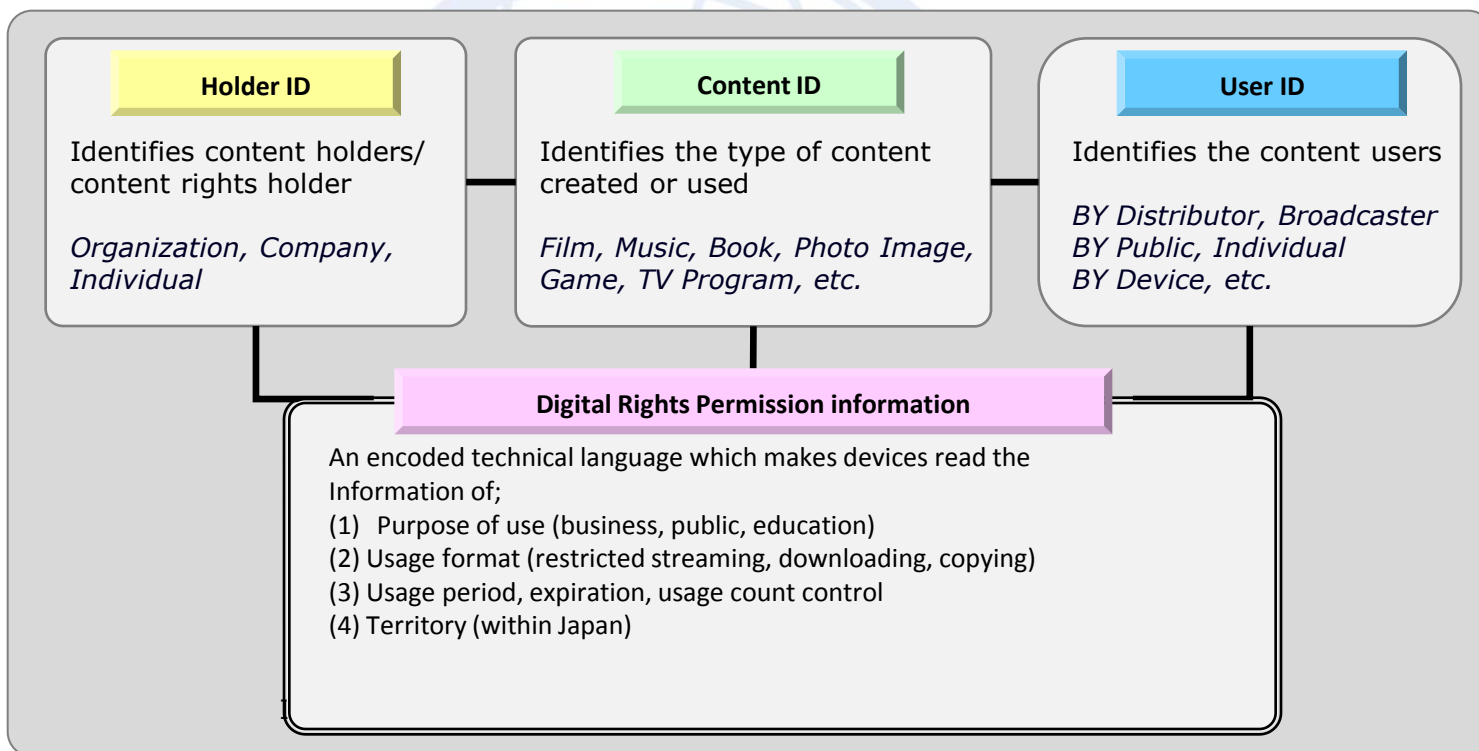 Holder ID
Identifies content holders/
content rights holder
Organization, Company,
Individual
Content ID
Identifies the type of content
created or used
Film, Music, Book, Photo Image,
Game, TV Program, etc.
User ID
Identifies the content users
BY Distributor, Broadcaster
BY Public, Individual
BY Device, etc.
Digital Rights Permission information
An encoded technical language which makes devices read the
Information of;
(1) Purpose of use (business, public, education)
(2) Usage format (restricted streaming, downloading, copying)
(3) Usage period, expiration, usage count control
(4) Territory (within Japan)